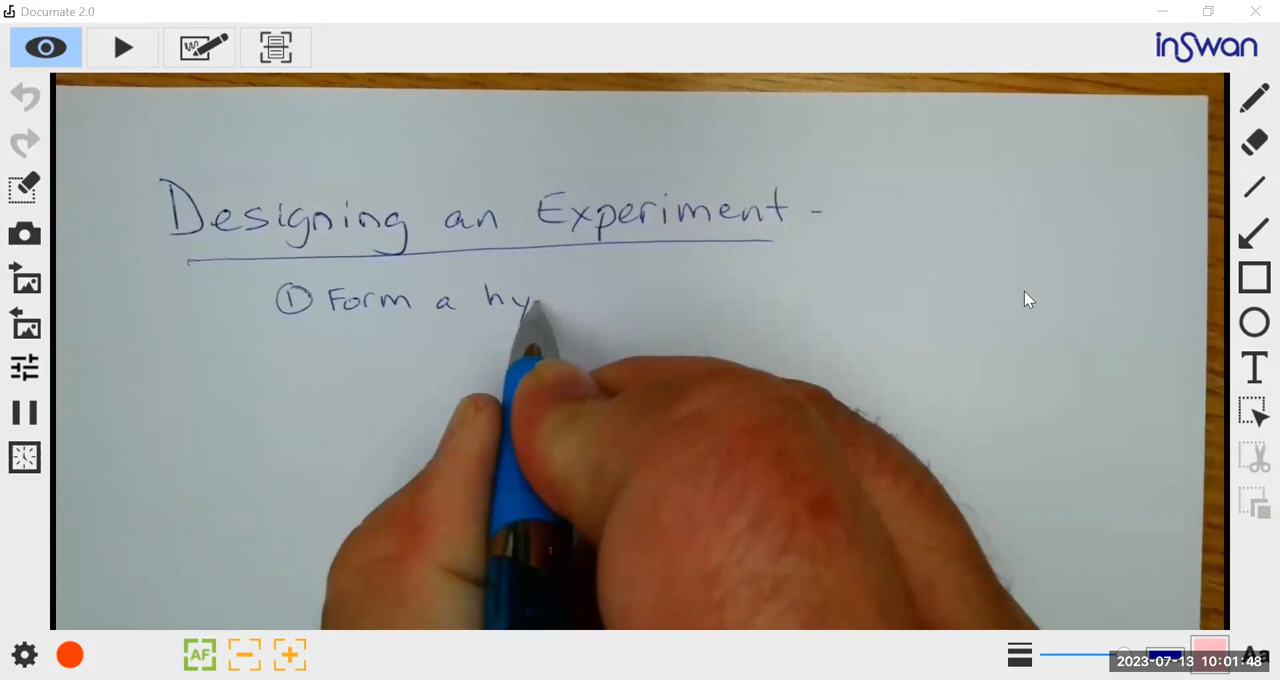 Documate 2.0
inSwan
Designing an Experiment -
① Form a hy
T
AF
Aa
2023-07-13 10:01:48